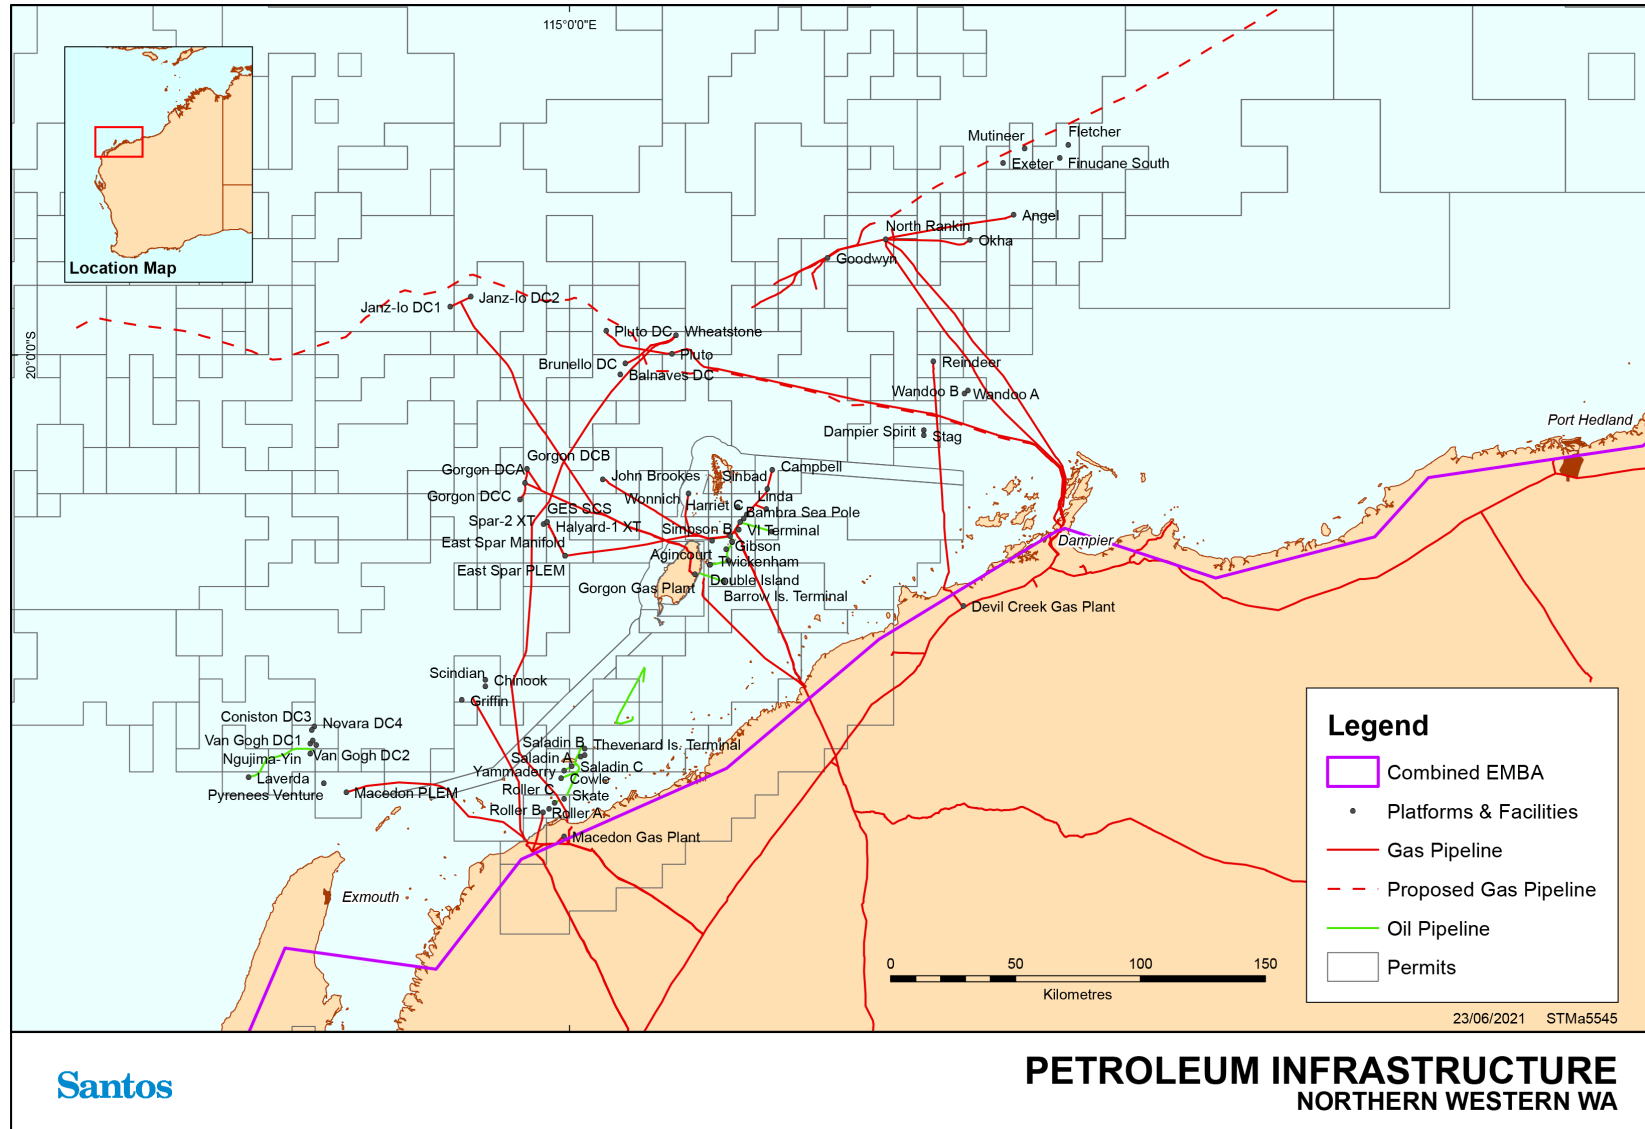 115°0'0"E
20°0'0"S
Location Map
Mutineer
Fletcher
Exeter
Finucane South
Angel
North Rankin
Okha
Goodwyn
Janz-Io DC1
Janz-Io DC2
Pluto DC
Wheatstone
Pluto
Brunello DC
Balnaves DC
Reindeer
Wandoo B
Wandoo A
Dampier Spirit
Stag
Port Hedland
Gorgon DCB
Gorgon DCA
Gorgon DCC
John Brookes
Sinbad
Campbell
Wonnich
Linda
Harriet C
Bambra Sea Pole
GES SCS
Spar-2 XT
Halyard-1 XT
Simpson B
VI Terminal
East Spar Manifold
Gibson
Agincourt
Twickenham
East Spar PLEM
Double Island
Gorgon Gas Plant
Barrow Is. Terminal
Dampier
Devil Creek Gas Plant
Scindian
Chinook
Griffin
Coniston DC3
Novara DC4
Van Gogh DC1
Van Gogh DC2
Ngujima-Yin
Laverda
Pyrenees Venture
Macedon PLEM
Saladin B
Thevenard Is. Terminal
Saladin A
Saladin C
Yammaderry
Cowle
Roller C
Skate
Roller B
Roller A
Macedon Gas Plant
Exmouth
Legend
Combined EMBA
Platforms & Facilities
Gas Pipeline
Proposed Gas Pipeline
Oil Pipeline
Permits
0 50 100 150
Kilometres
23/06/2021 STMa5545
Santos
PETROLEUM INFRASTRUCTURE
NORTHERN WESTERN WA